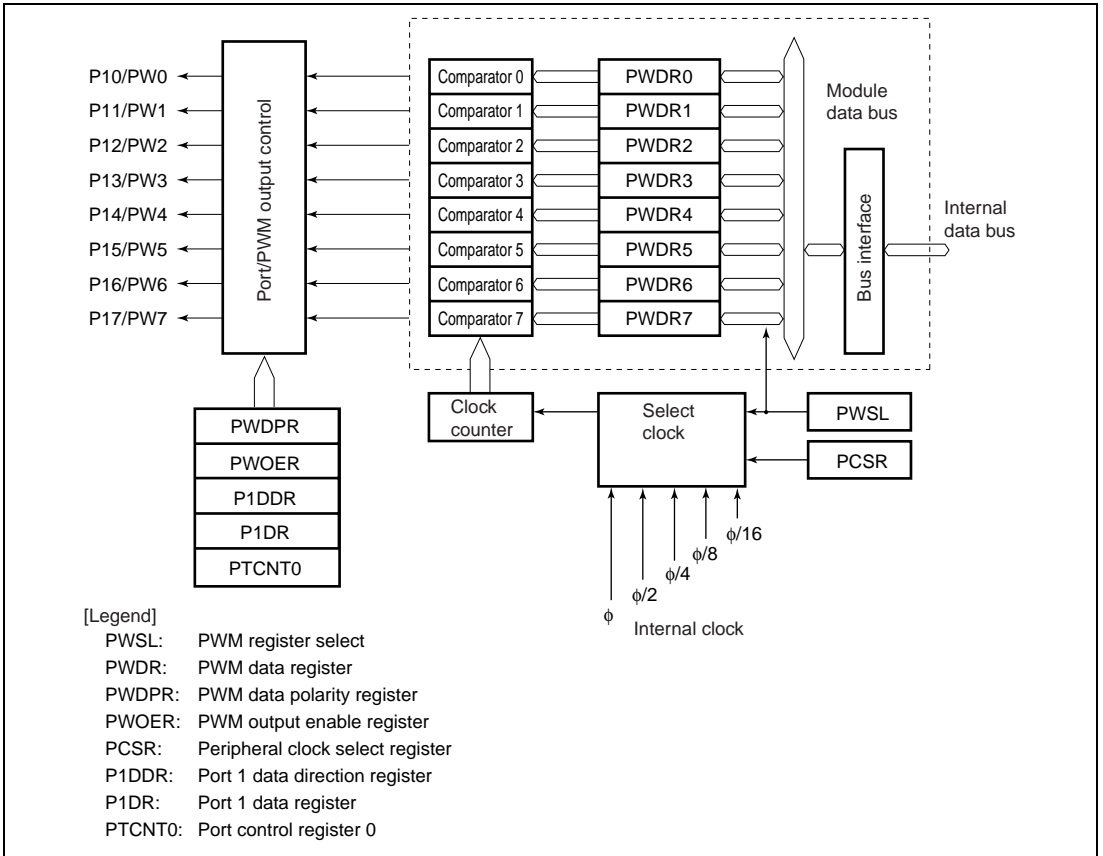 P10/PW0
P11/PW1
P12/PW2
P13/PW3
P14/PW4
P15/PW5
P16/PW6
P17/PW7
Port/PWM output control
Comparator 0
Comparator 1
Comparator 2
Comparator 3
Comparator 4
Comparator 5
Comparator 6
Comparator 7
PWDR0
PWDR1
PWDR2
PWDR3
PWDR4
PWDR5
PWDR6
PWDR7
Module
data bus
Bus interface
Internal
data bus
Clock
counter
Select
clock
PWSL
PCSR
PWDPR
PWOER
P1DDR
P1DR
PTCNT0
ϕ/16
ϕ/8
ϕ/4
ϕ/2
ϕ
Internal clock
[Legend]
PWSL: PWM register select
PWDR: PWM data register
PWDPR: PWM data polarity register
PWOER: PWM output enable register
PCSR: Peripheral clock select register
P1DDR: Port 1 data direction register
P1DR: Port 1 data register
PTCNT0: Port control register 0